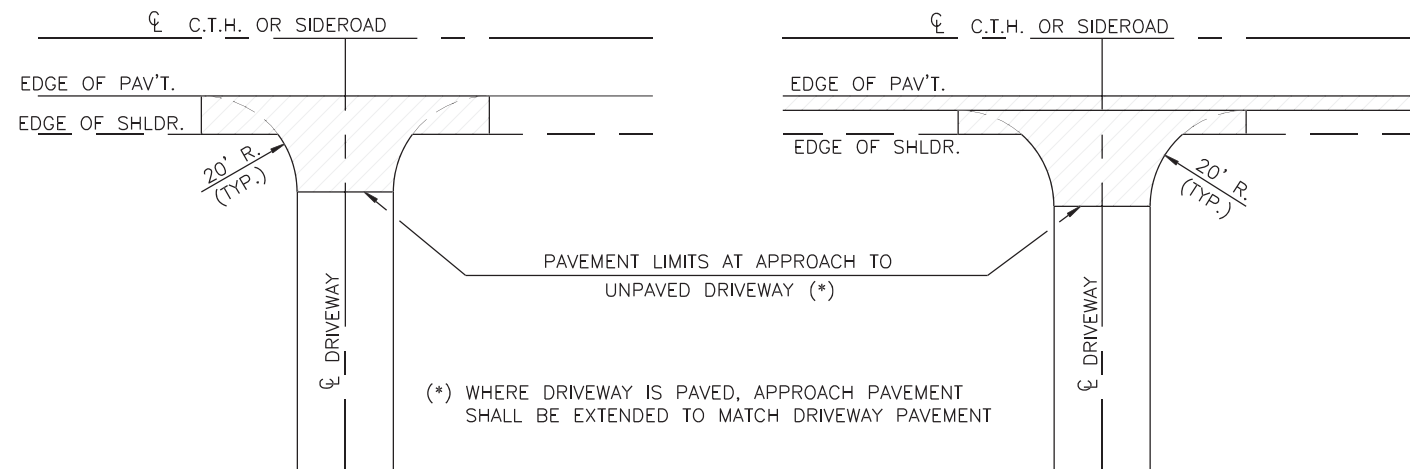 ℄ C.T.H. OR SIDEROAD
EDGE OF PAV'T.
EDGE OF SHLDR.
20' R.
(TYP.)
℄ DRIVEWAY
℄ C.T.H. OR SIDEROAD
EDGE OF PAV'T.
EDGE OF SHLDR.
20' R.
(TYP.)
℄ DRIVEWAY
PAVEMENT LIMITS AT APPROACH TO
UNPAVED DRIVEWAY (*)
(*) WHERE DRIVEWAY IS PAVED, APPROACH PAVEMENT
SHALL BE EXTENDED TO MATCH DRIVEWAY PAVEMENT